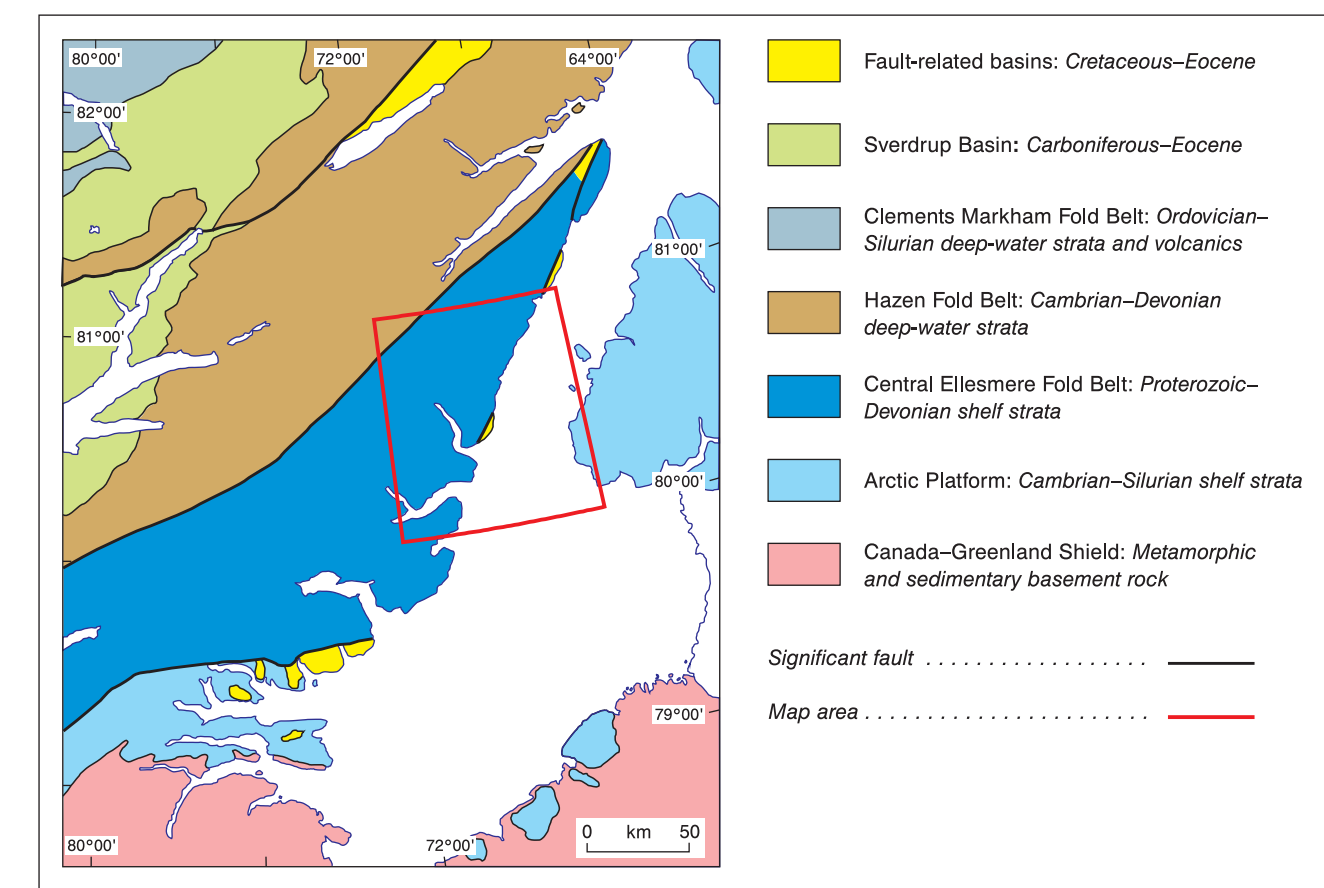 80°00'
72°00'
64°00'
82°00'
81°00'
81°00'
80°00'
79°00'
80°00'
72°00'
0 km 50
Fault-related basins: Cretaceous–Eocene
Sverdrup Basin: Carboniferous–Eocene
Clements Markham Fold Belt: Ordovician–
Silurian deep-water strata and volcanics
Hazen Fold Belt: Cambrian–Devonian
deep-water strata
Central Ellesmere Fold Belt: Proterozoic–
Devonian shelf strata
Arctic Platform: Cambrian–Silurian shelf strata
Canada–Greenland Shield: Metamorphic
and sedimentary basement rock
Significant fault . . . . . . . . . . . . . . . . . .
Map area . . . . . . . . . . . . . . . . . . . . . . .